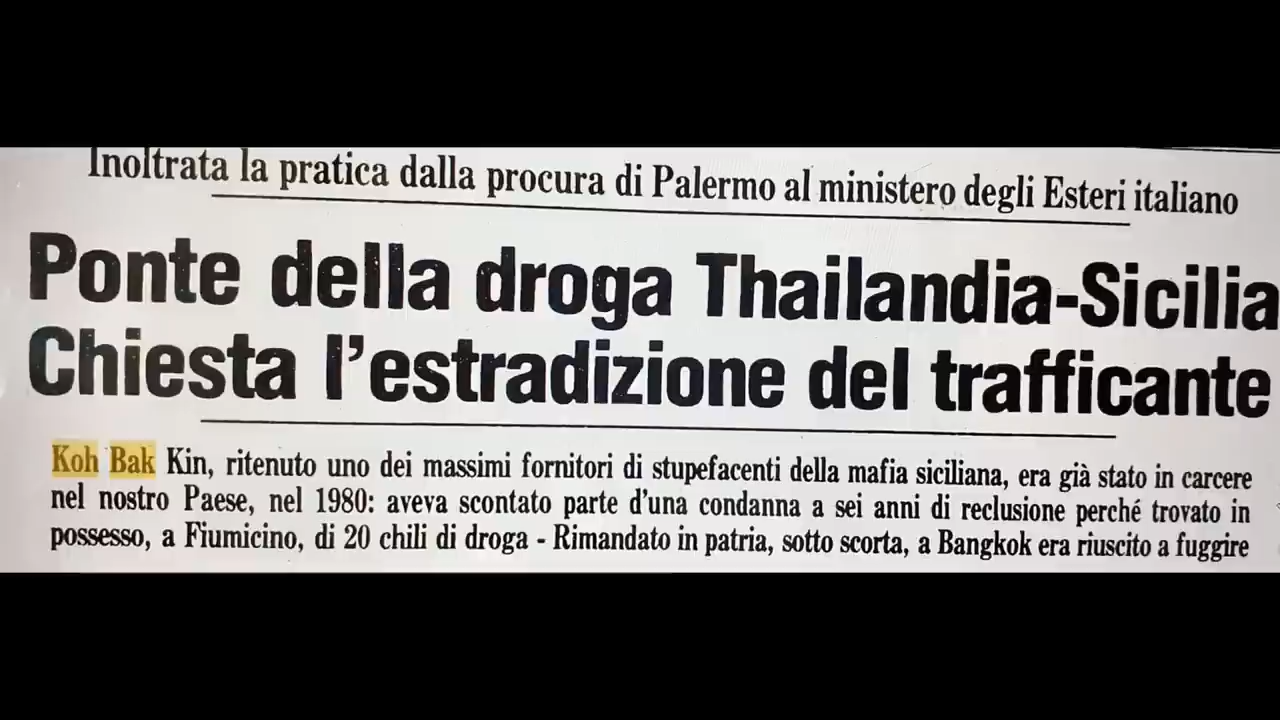 Inoltrata la pratica dalla procura di Palermo al ministero degli Esteri italiano
Ponte della droga Thailandia-Sicilia
Chiesta l'estradizione del trafficante
Koh Bak Kin, ritenuto uno dei massimi fornitori di stupefacenti della mafia siciliana, era già stato in carcere
nel nostro Paese, nel 1980: aveva scontato parte d'una condanna a sei anni di reclusione perché trovato in
possesso, a Fiumicino, di 20 chili di droga - Rimandato in patria, sotto scorta, a Bangkok era riuscito a fuggire